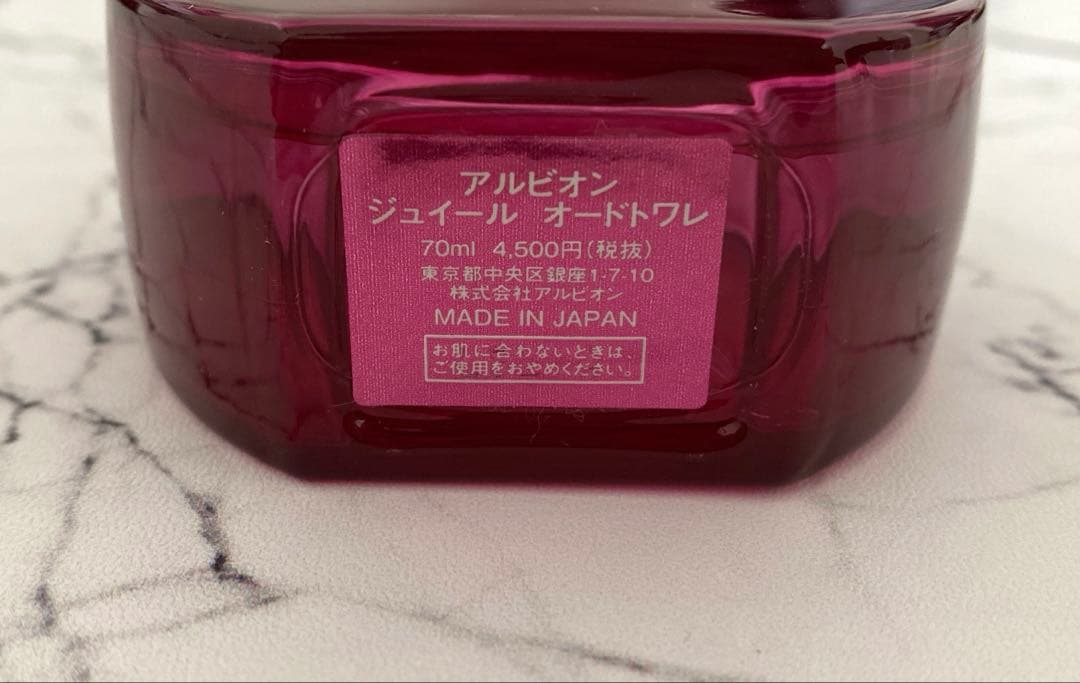 アルビオン
ジュイール　オードトワレ
70ml 4,500円(税抜)
東京都中央区銀座1-7-10
株式会社アルビオン
MADE IN JAPAN
お肌に合わないときは、
ご使用をおやめください。